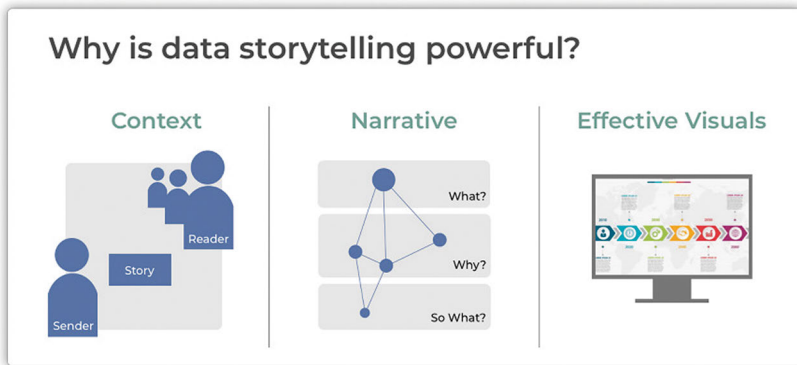 Why is data storytelling powerful?
Context
Reader
Story
Sender
Narrative
What?
Why?
So What?
Effective Visuals